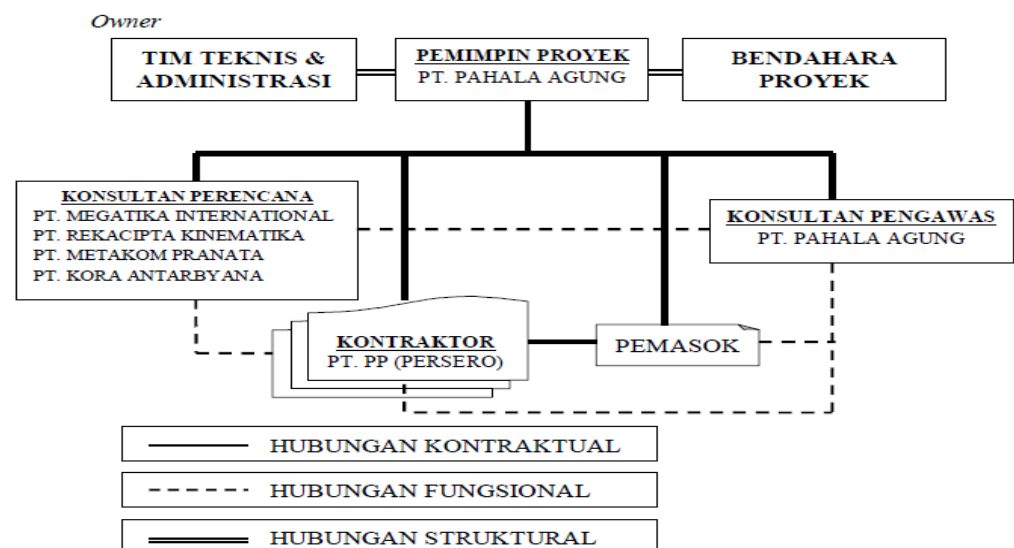 Owner
TIM TEKNIS &
ADMINISTRASI
PEMIMPIN PROYEK
PT. PAHALA AGUNG
BENDAHARA
PROYEK
KONSULTAN PERENCANA
PT. MEGATIKA INTERNATIONAL
PT. REKACIPTA KINEMATIKA
PT. METAKOM PRANATA
PT. KORA ANTARBYANA
KONSULTAN PENGAWAS
PT. PAHALA AGUNG
KONTRAKTOR
PT. PP (PERSERO)
PEMASOK
HUBUNGAN KONTRAKTUAL
HUBUNGAN FUNGSIONAL
HUBUNGAN STRUKTURAL